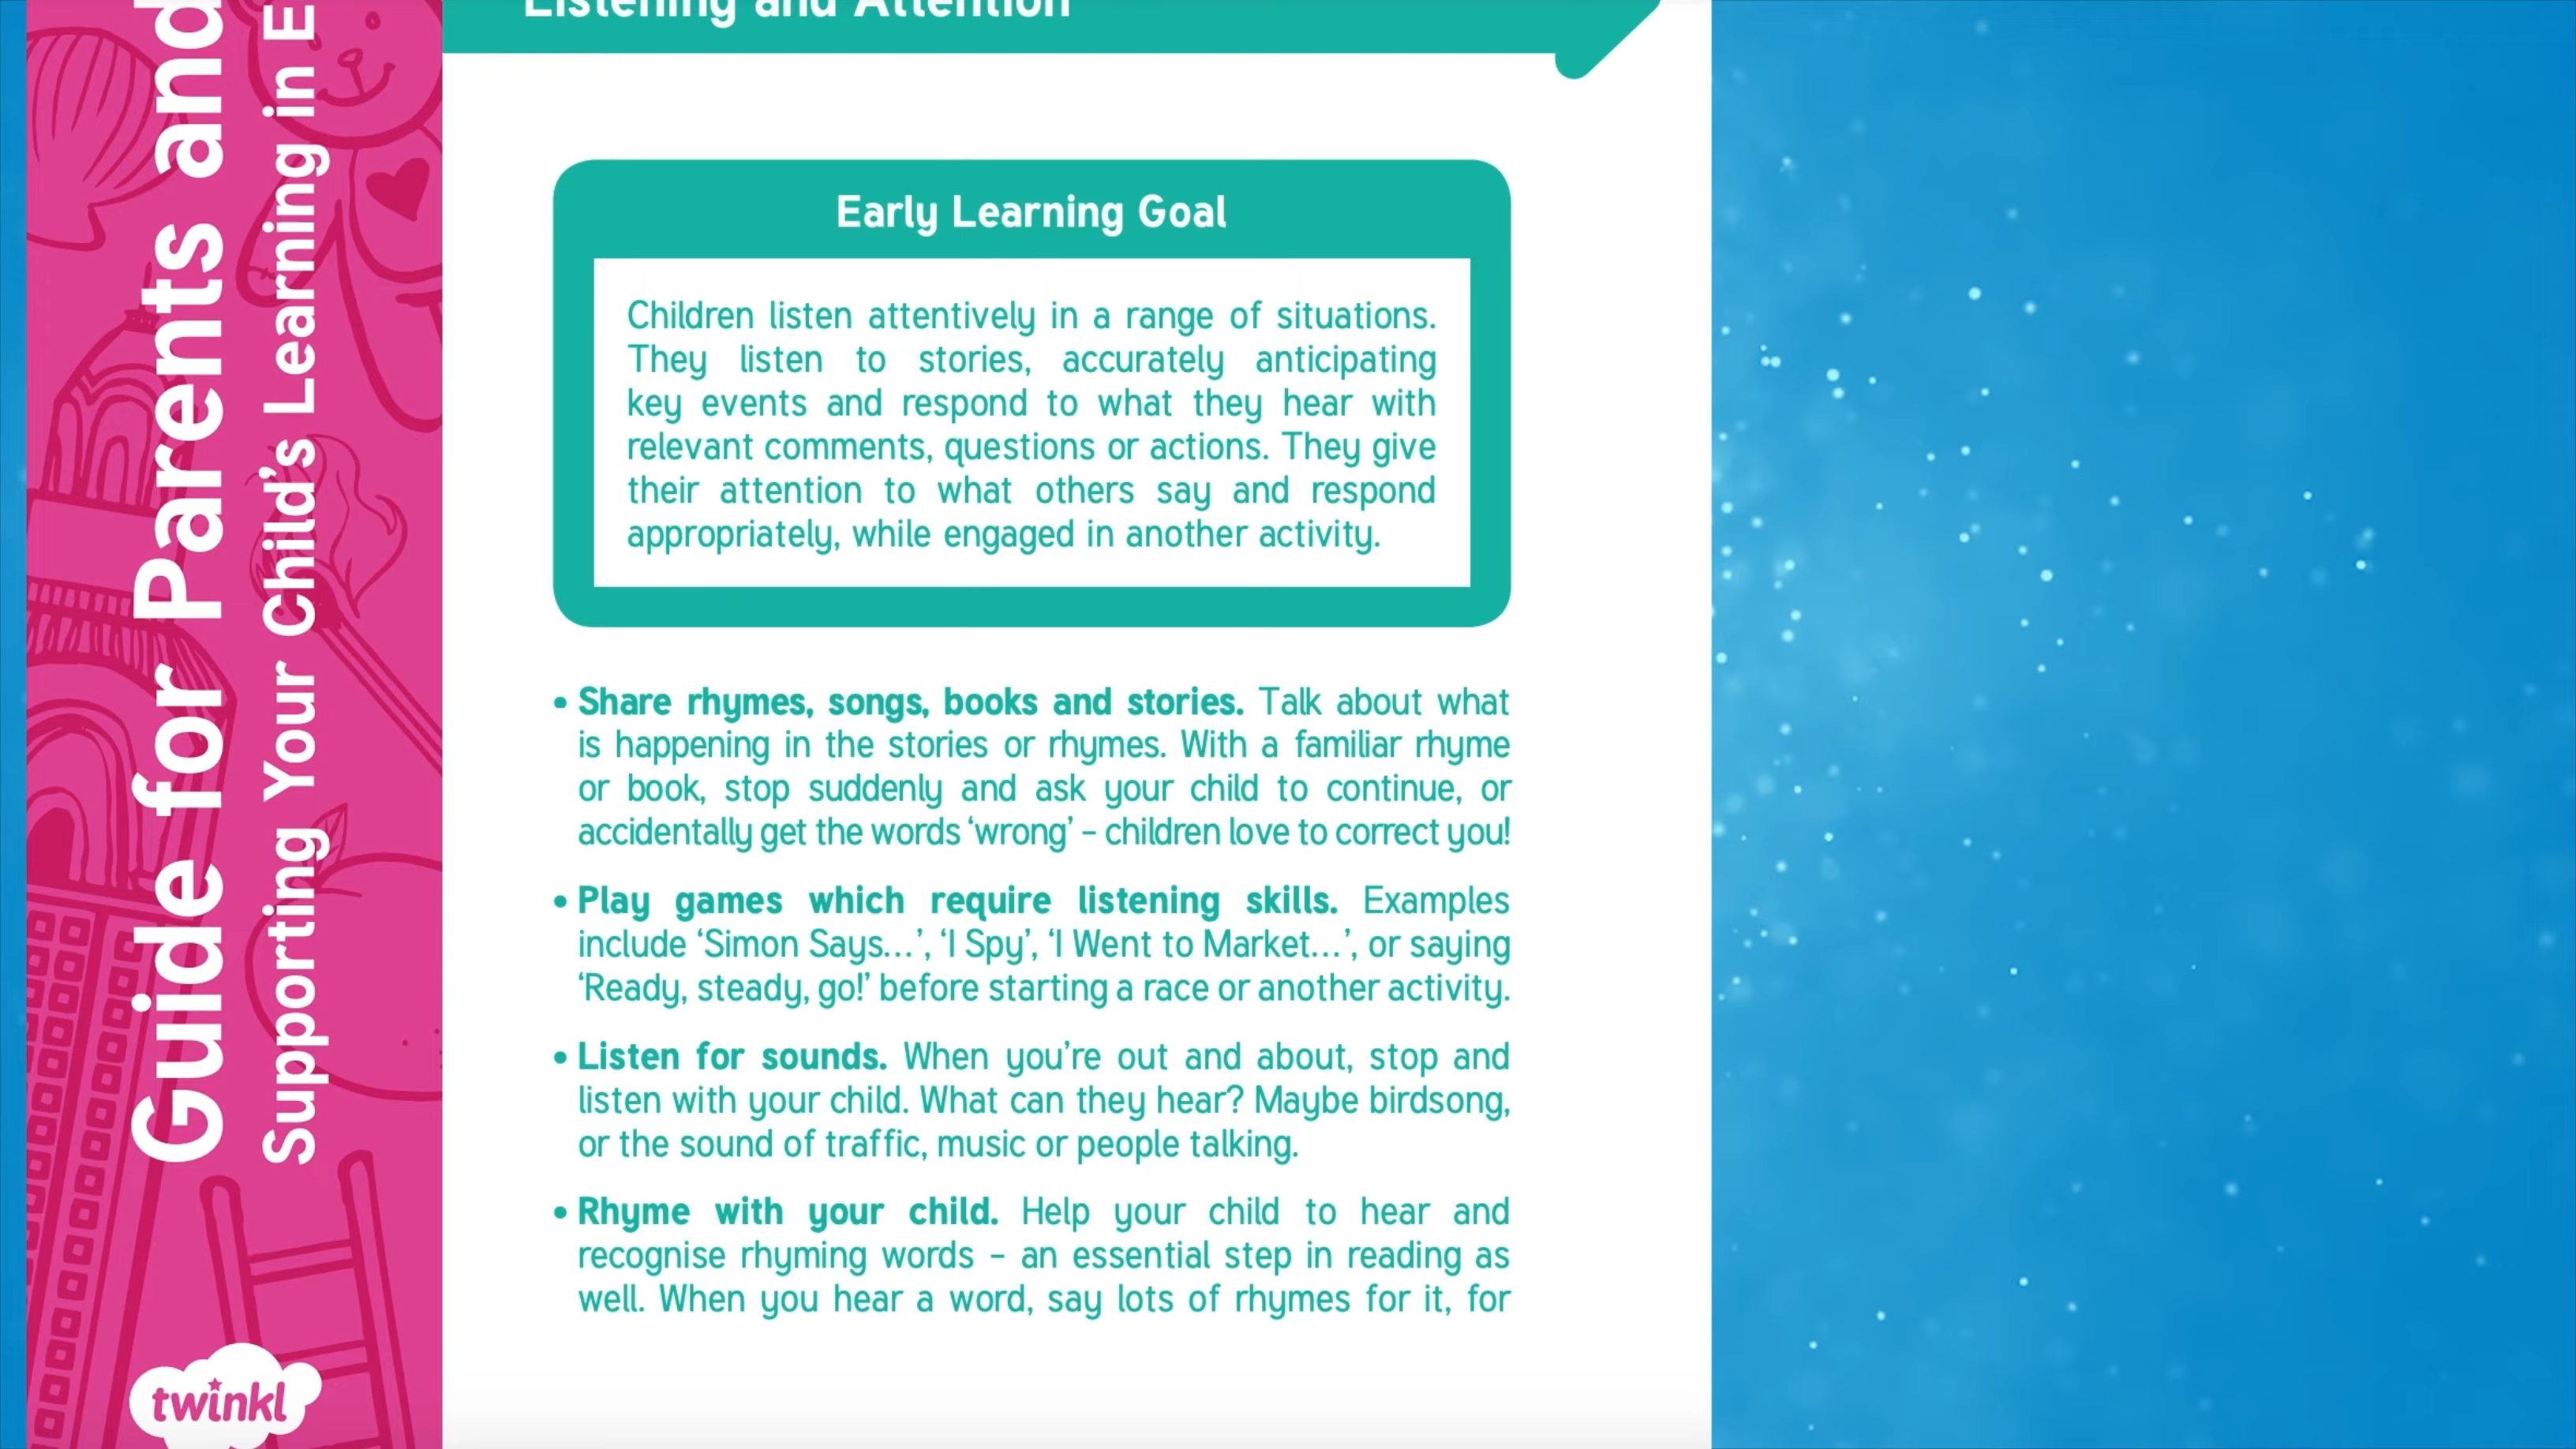 Guide for Parents and
Supporting Your Child's Learning in E
twinkl
Listening and Attention
Early Learning Goal
Children listen attentively in a range of situations.
They listen to stories, accurately anticipating
key events and respond to what they hear with
relevant comments, questions or actions. They give
their attention to what others say and respond
appropriately, while engaged in another activity.
• Share rhymes, songs, books and stories. Talk about what
is happening in the stories or rhymes. With a familiar rhyme
or book, stop suddenly and ask your child to continue, or
accidentally get the words ‘wrong’ – children love to correct you!
• Play games which require listening skills. Examples
include ‘Simon Says…’, ‘I Spy’, ‘I Went to Market…’, or saying
‘Ready, steady, go!’ before starting a race or another activity.
• Listen for sounds. When you’re out and about, stop and
listen with your child. What can they hear? Maybe birdsong,
or the sound of traffic, music or people talking.
• Rhyme with your child. Help your child to hear and
recognise rhyming words – an essential step in reading as
well. When you hear a word, say lots of rhymes for it, for